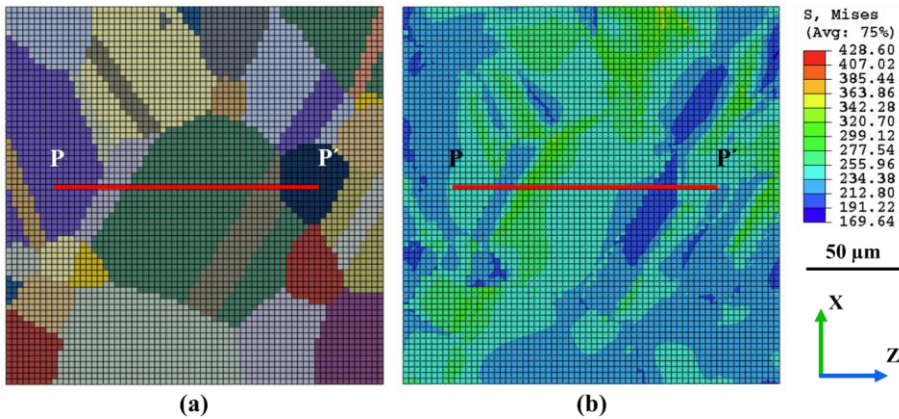 P
P´
P
P´
S, Mises
(Avg: 75%)
428.60
407.02
385.44
363.86
342.28
320.70
299.12
277.54
255.96
234.38
212.80
191.22
169.64
50 μm
X
Z
(a)
(b)